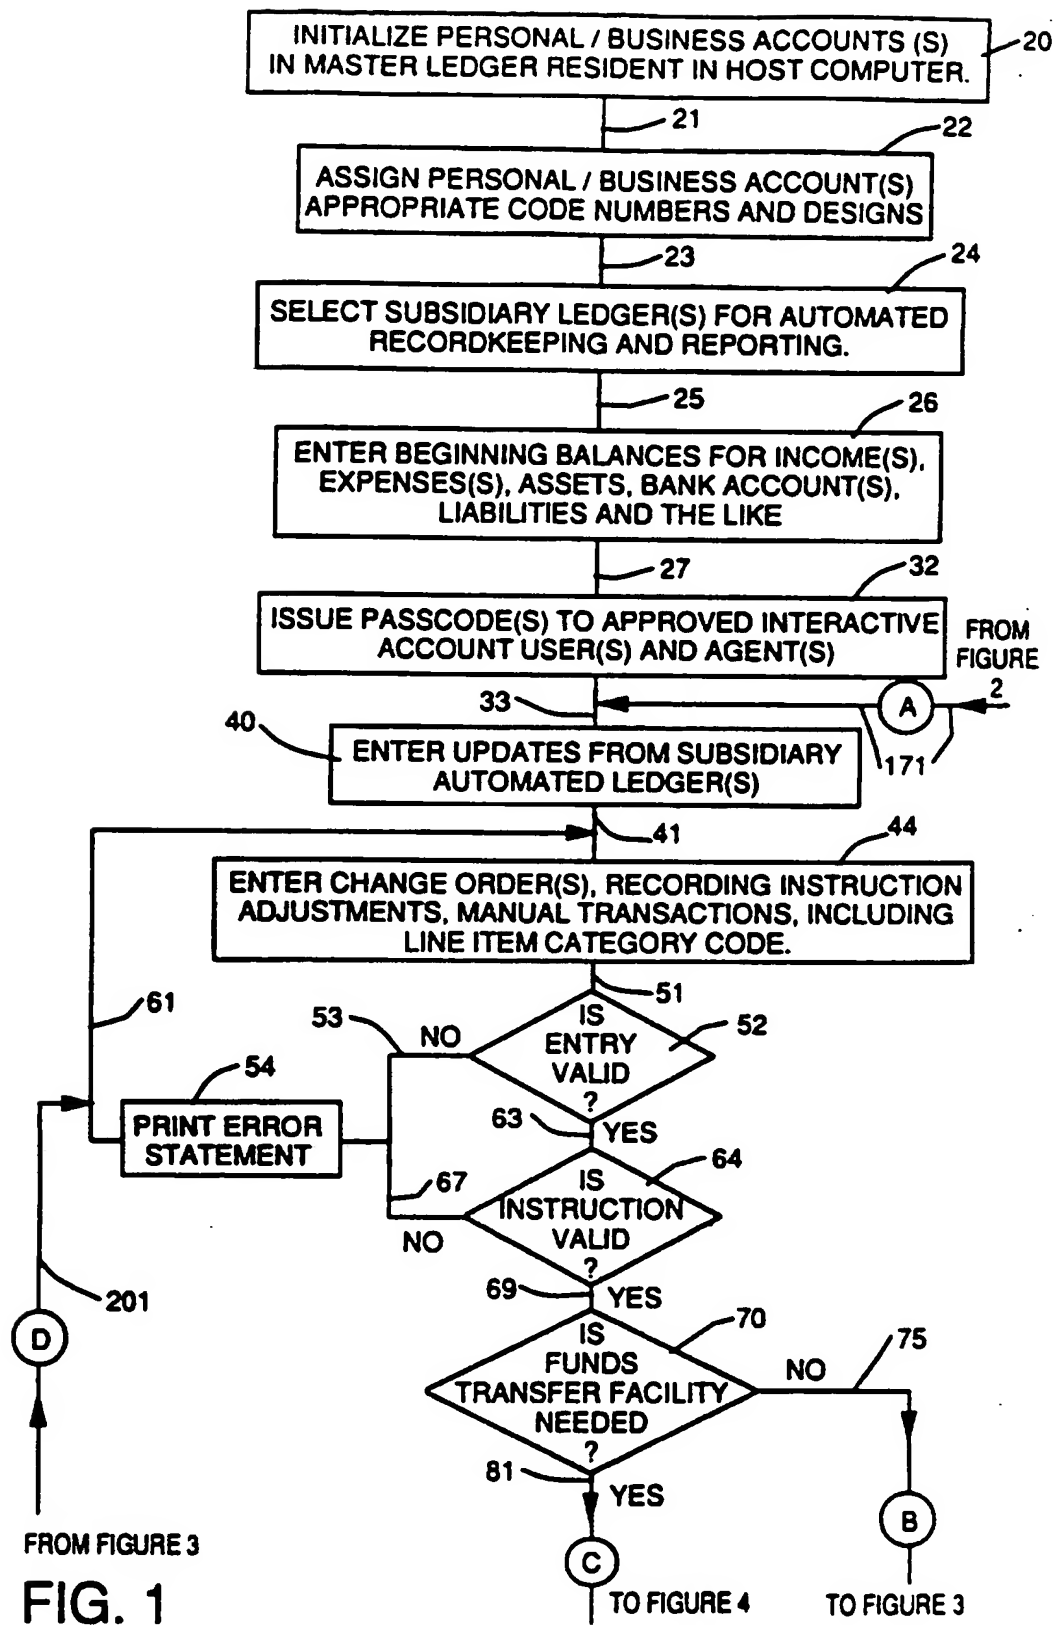 INITIALIZE PERSONAL / BUSINESS ACCOUNTS (S)
IN MASTER LEDGER RESIDENT IN HOST COMPUTER.
20
21
22
ASSIGN PERSONAL / BUSINESS ACCOUNT(S)
APPROPRIATE CODE NUMBERS AND DESIGNS
23
24
SELECT SUBSIDIARY LEDGER(S) FOR AUTOMATED
RECORDKEEPING AND REPORTING.
25
26
ENTER BEGINNING BALANCES FOR INCOME(S),
EXPENSES(S), ASSETS, BANK ACCOUNT(S),
LIABILITIES AND THE LIKE
27
32
ISSUE PASSCODE(S) TO APPROVED INTERACTIVE
ACCOUNT USER(S) AND AGENT(S)
FROM
FIGURE
2
A
171
33
40
ENTER UPDATES FROM SUBSIDIARY
AUTOMATED LEDGER(S)
41
44
ENTER CHANGE ORDER(S), RECORDING INSTRUCTION
ADJUSTMENTS, MANUAL TRANSACTIONS, INCLUDING
LINE ITEM CATEGORY CODE.
51
61
53
NO
IS
ENTRY
VALID
?
52
54
PRINT ERROR
STATEMENT
63
YES
64
67
NO
IS
INSTRUCTION
VALID
?
69
YES
201
D
70
IS
FUNDS
TRANSFER FACILITY
NEEDED
?
NO
75
81
YES
B
C
FROM FIGURE 3
TO FIGURE 4
TO FIGURE 3
FIG. 1